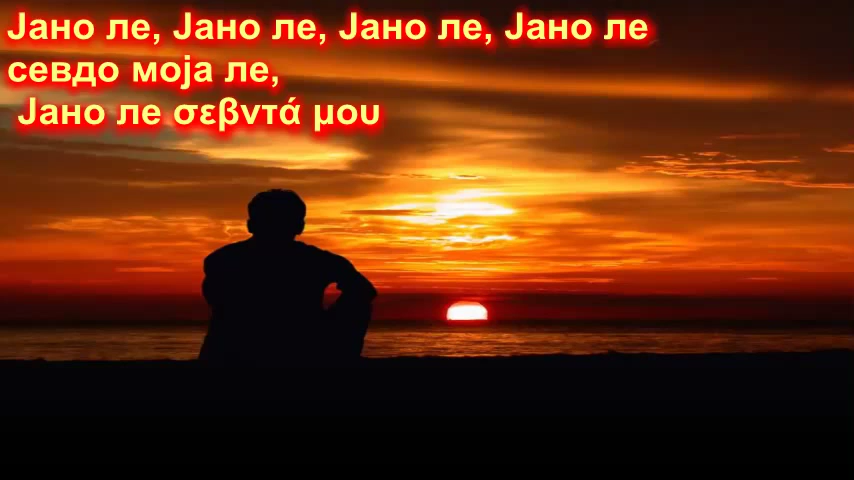 Јано ле, Јано ле, Јано ле, Јано ле
севдо моја ле,
Јано ле σεβντά μου